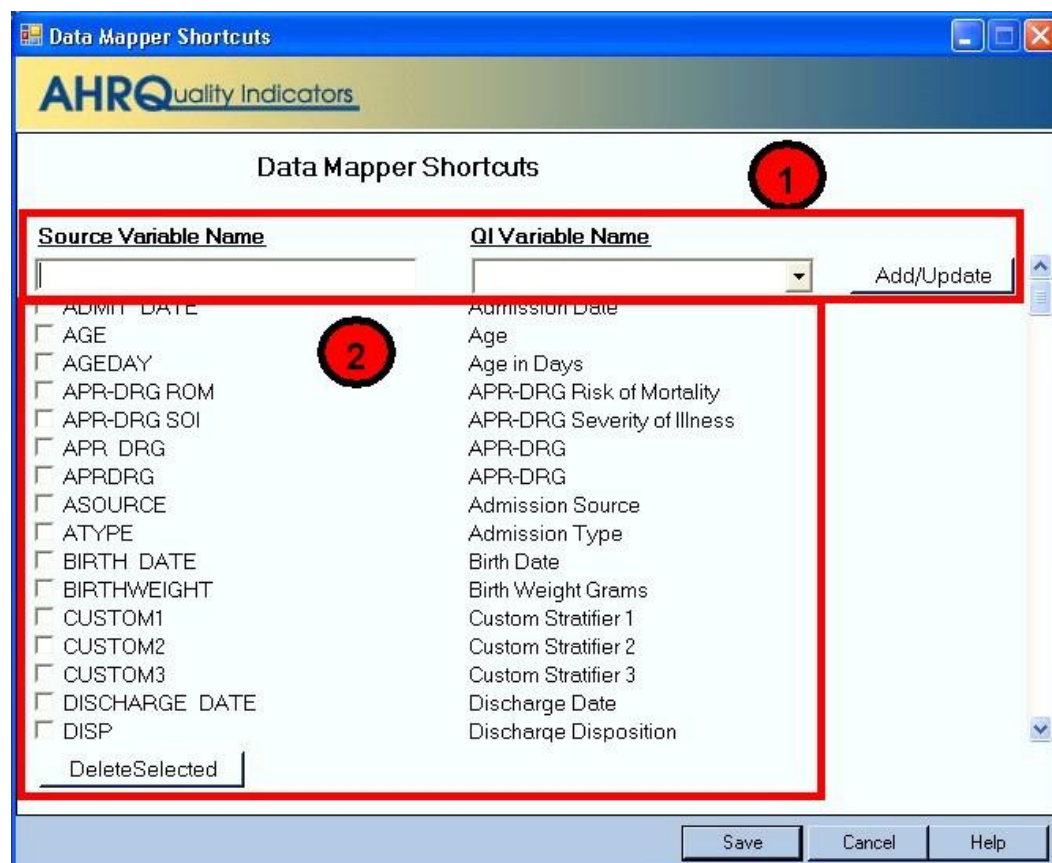 Data Mapper Shortcuts
AHRQuality Indicators
Data Mapper Shortcuts
1
Source Variable Name QI Variable Name
Add/Update
ADMIT DATE Admission Date
AGE Age
2
AGEDAY Age in Days
APR-DRG ROM APR-DRG Risk of Mortality
APR-DRG SOI APR-DRG Severity of Illness
APR DRG APR-DRG
APRDRG APR-DRG
ASOURCE Admission Source
ATYPE Admission Type
BIRTH DATE Birth Date
BIRTHWEIGHT Birth Weight Grams
CUSTOM1 Custom Stratifier 1
CUSTOM2 Custom Stratifier 2
CUSTOM3 Custom Stratifier 3
DISCHARGE DATE Discharge Date
DISP Discharge Disposition
DeleteSelected
Save Cancel Help